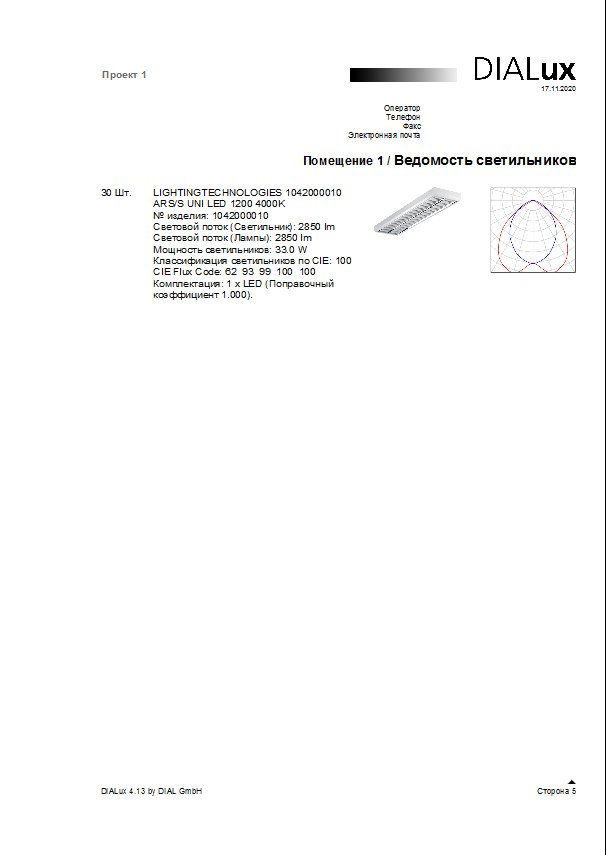 Проект 1
DIALux
17.11.2020
Оператор
Телефон
Факс
Электронная почта
Помещение 1 / Ведомость светильников
30 Шт.
LIGHTINGTECHNOLOGIES 1042000010
ARS/S UNI LED 1200 4000K
№ изделия: 1042000010
Световой поток (Светильник): 2850 lm
Световой поток (Лампы): 2850 lm
Мощность светильников: 33.0 W
Классификация светильников по CIE: 100
CIE Flux Code: 62 93 99 100 100
Комплектация: 1 x LED (Поправочный
коэффициент 1.000).
DIALux 4.13 by DIAL GmbH
Сторона 5